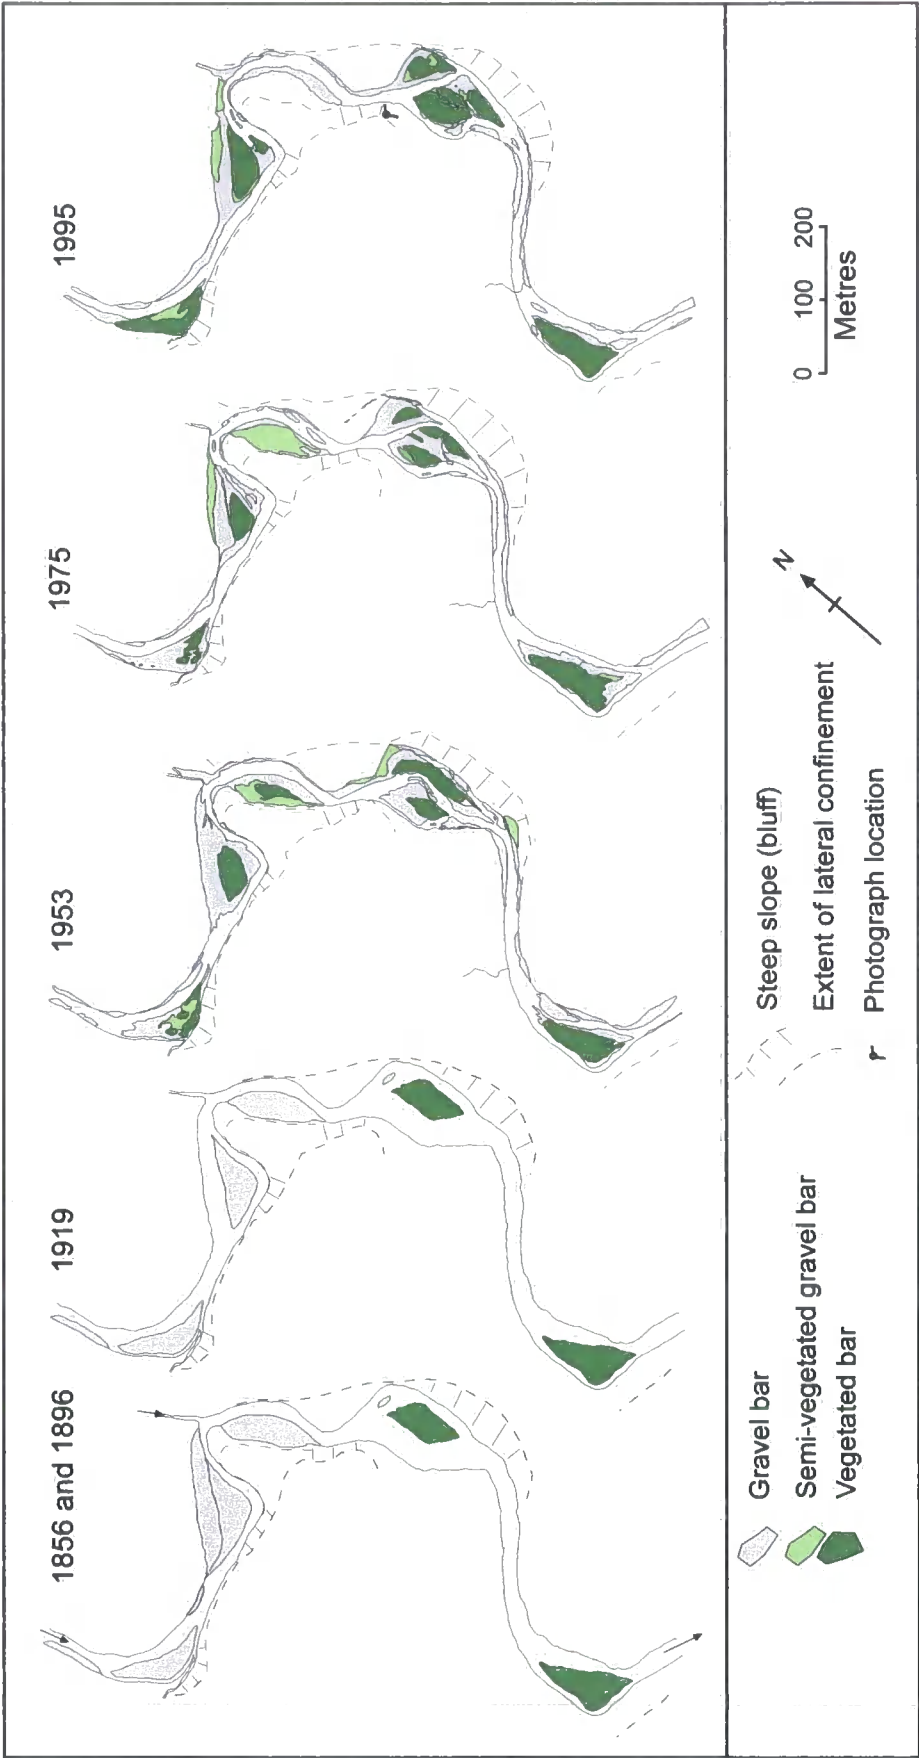 1856 and 1896
1919
1953
1975
1995
Gravel bar
Semi-vegetated gravel bar
Vegetated bar
Steep slope (bluff)
Extent of lateral confinement
Photograph location
N
0 100 200
Metres